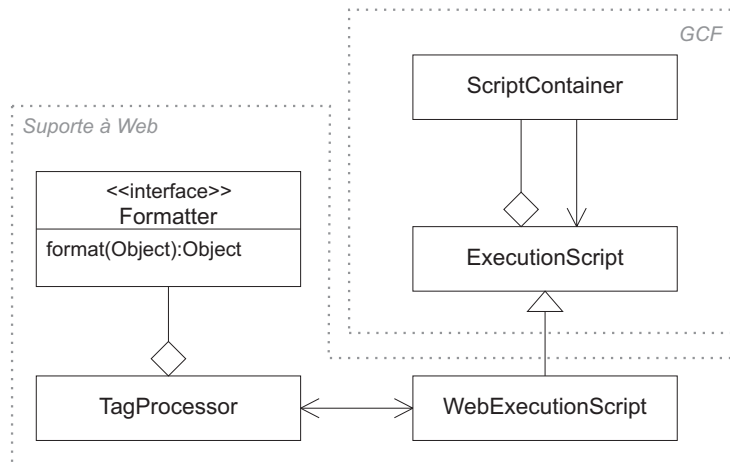 GCF
ScriptContainer
Suporte à Web
<<interface>>
Formatter
format(Object):Object
ExecutionScript
TagProcessor
WebExecutionScript